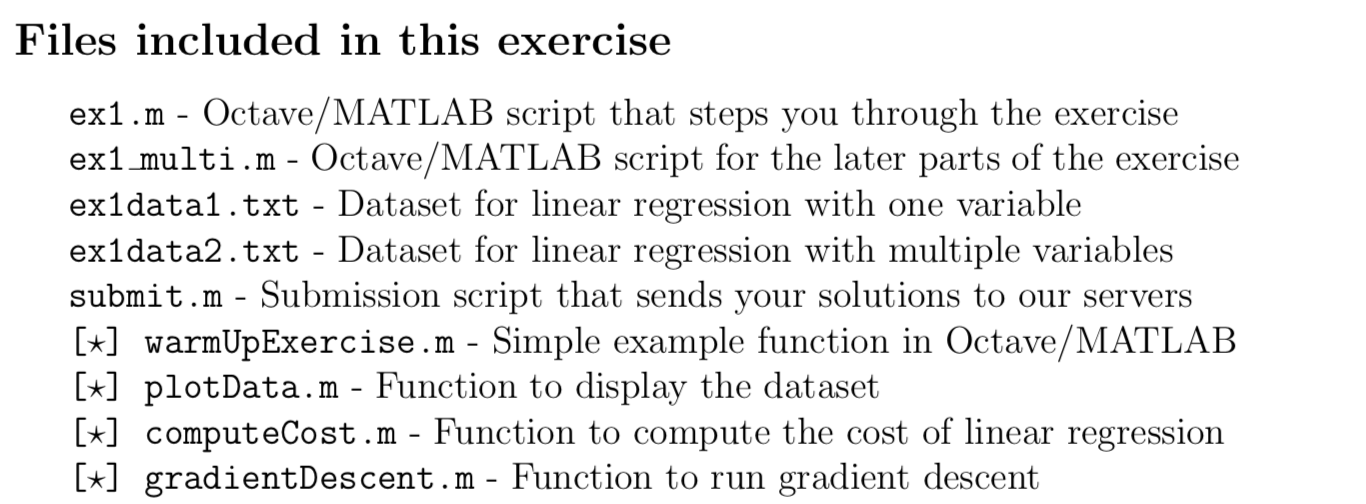 Files included in this exercise
ex1.m - Octave/MATLAB script that steps you through the exercise
ex1_multi.m - Octave/MATLAB script for the later parts of the exercise
ex1data1.txt - Dataset for linear regression with one variable
ex1data2.txt - Dataset for linear regression with multiple variables
submit.m - Submission script that sends your solutions to our servers
[⋆] warmUpExercise.m - Simple example function in Octave/MATLAB
[⋆] plotData.m - Function to display the dataset
[⋆] computeCost.m - Function to compute the cost of linear regression
[⋆] gradientDescent.m - Function to run gradient descent